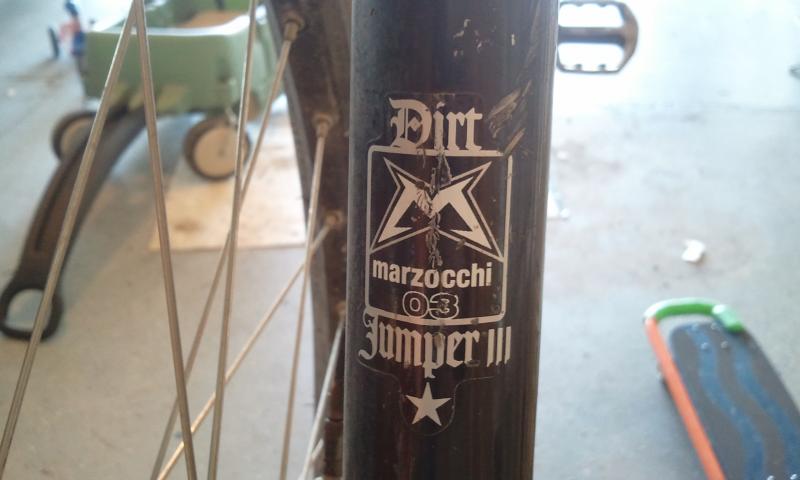 Dirt
marzocchi
03
Jumper III